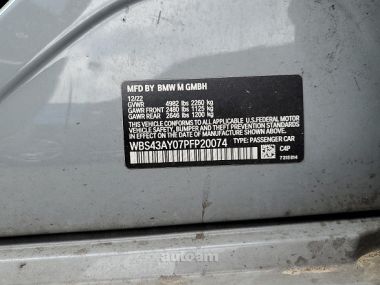 MFD BY BMW M GMBH
12/22
GVWR 4982 lbs 2260 kg
GAWR FRONT 2480 lbs 1125 kg
GAWR REAR 2646 lbs 1200 kg
THIS VEHICLE CONFORMS TO ALL APPLICABLE
U.S. FEDERAL MOTOR VEHICLE SAFETY, BUMPER,
AND THEFT PREVENTION STANDARDS IN EFFECT
ON THE DATE OF MANUFACTURE SHOWN ABOVE
WBS43AY07PFP20074
TYPE: PASSENGER CAR
C4P
autoam